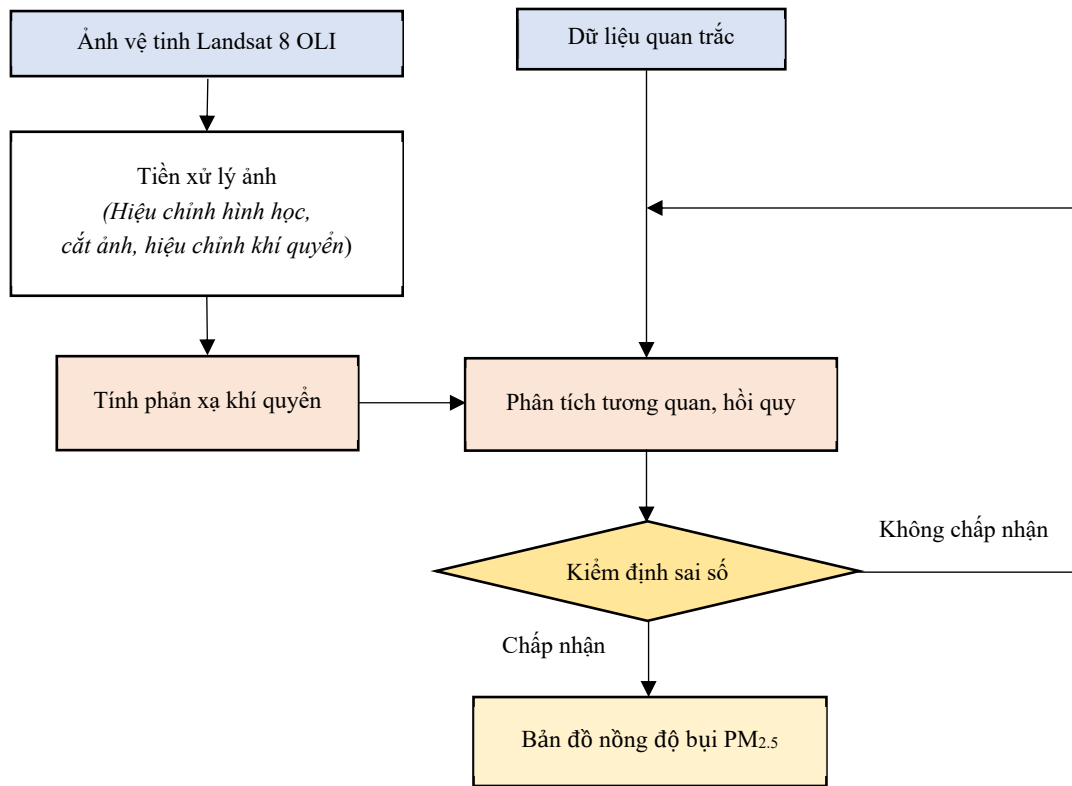 Ảnh vệ tinh Landsat 8 OLI
Dữ liệu quan trắc
Tiền xử lý ảnh
(Hiệu chỉnh hình học,
cắt ảnh, hiệu chỉnh khí quyển)
Tính phản xạ khí quyển
Phân tích tương quan, hồi quy
Không chấp nhận
Kiểm định sai số
Chấp nhận
Bản đồ nồng độ bụi PM2.5